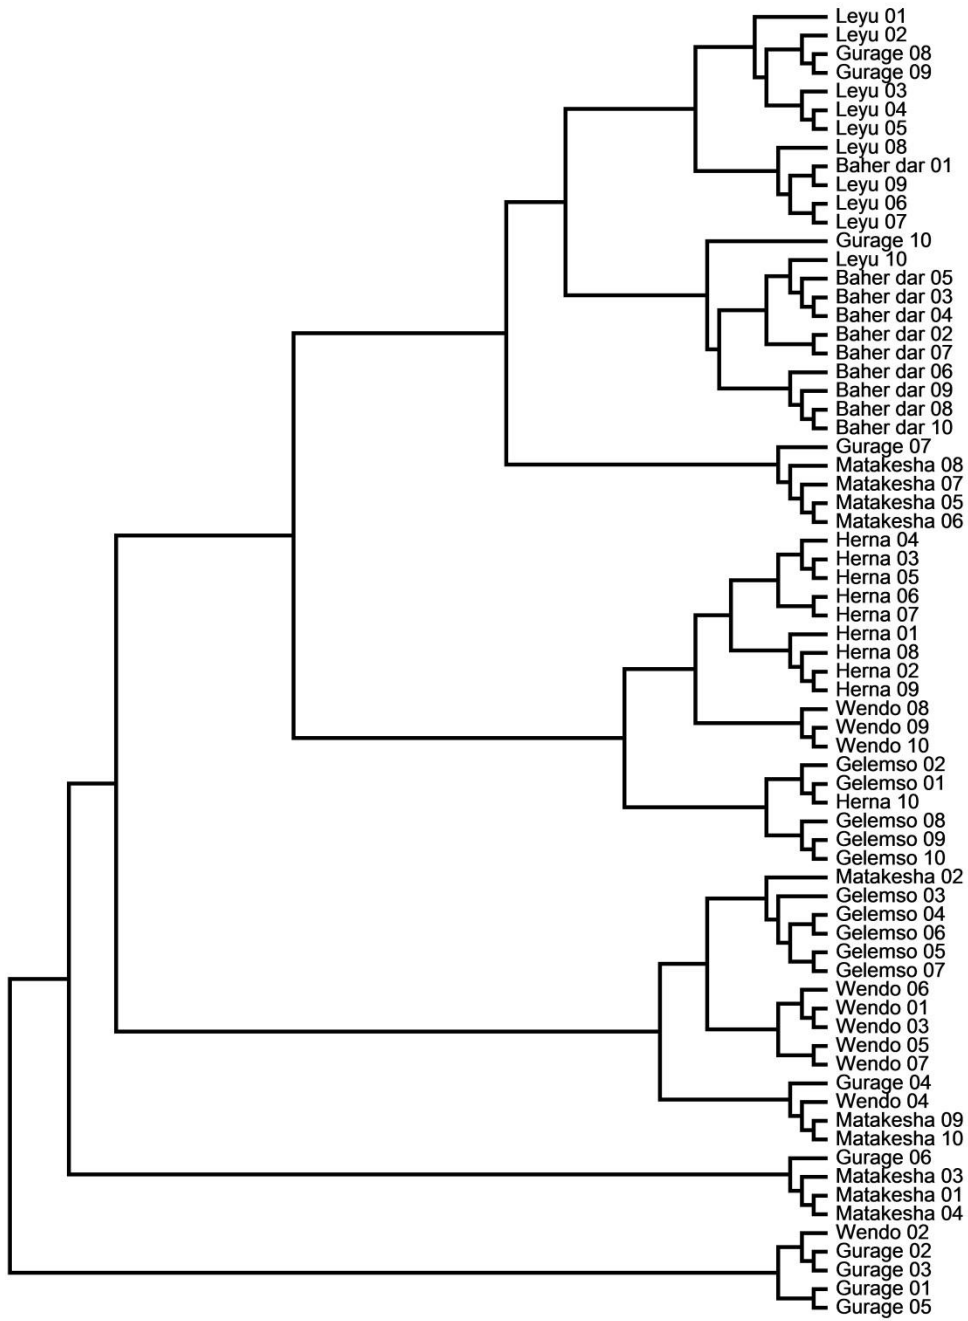 Leyu 01
Leyu 02
Gurage 08
Gurage 09
Leyu 03
Leyu 04
Leyu 05
Leyu 08
Baher dar 01
Leyu 09
Leyu 06
Leyu 07
Gurage 10
Leyu 10
Baher dar 05
Baher dar 03
Baher dar 04
Baher dar 02
Baher dar 07
Baher dar 06
Baher dar 09
Baher dar 08
Baher dar 10
Gurage 07
Matakesha 08
Matakesha 07
Matakesha 05
Matakesha 06
Herna 04
Herna 03
Herna 05
Herna 06
Herna 07
Herna 01
Herna 08
Herna 02
Herna 09
Wendo 08
Wendo 09
Wendo 10
Gelemso 02
Gelemso 01
Herna 10
Gelemso 08
Gelemso 09
Gelemso 10
Matakesha 02
Gelemso 03
Gelemso 04
Gelemso 06
Gelemso 05
Gelemso 07
Wendo 06
Wendo 01
Wendo 03
Wendo 05
Wendo 07
Gurage 04
Wendo 04
Matakesha 09
Matakesha 10
Gurage 06
Matakesha 03
Matakesha 01
Matakesha 04
Wendo 02
Gurage 02
Gurage 03
Gurage 01
Gurage 05